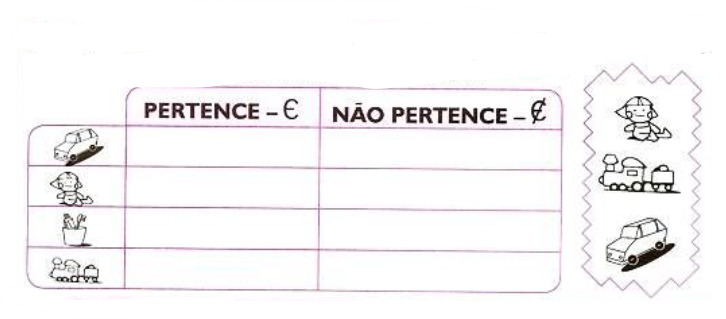 PERTENCE – ∈
NÃO PERTENCE – ∉